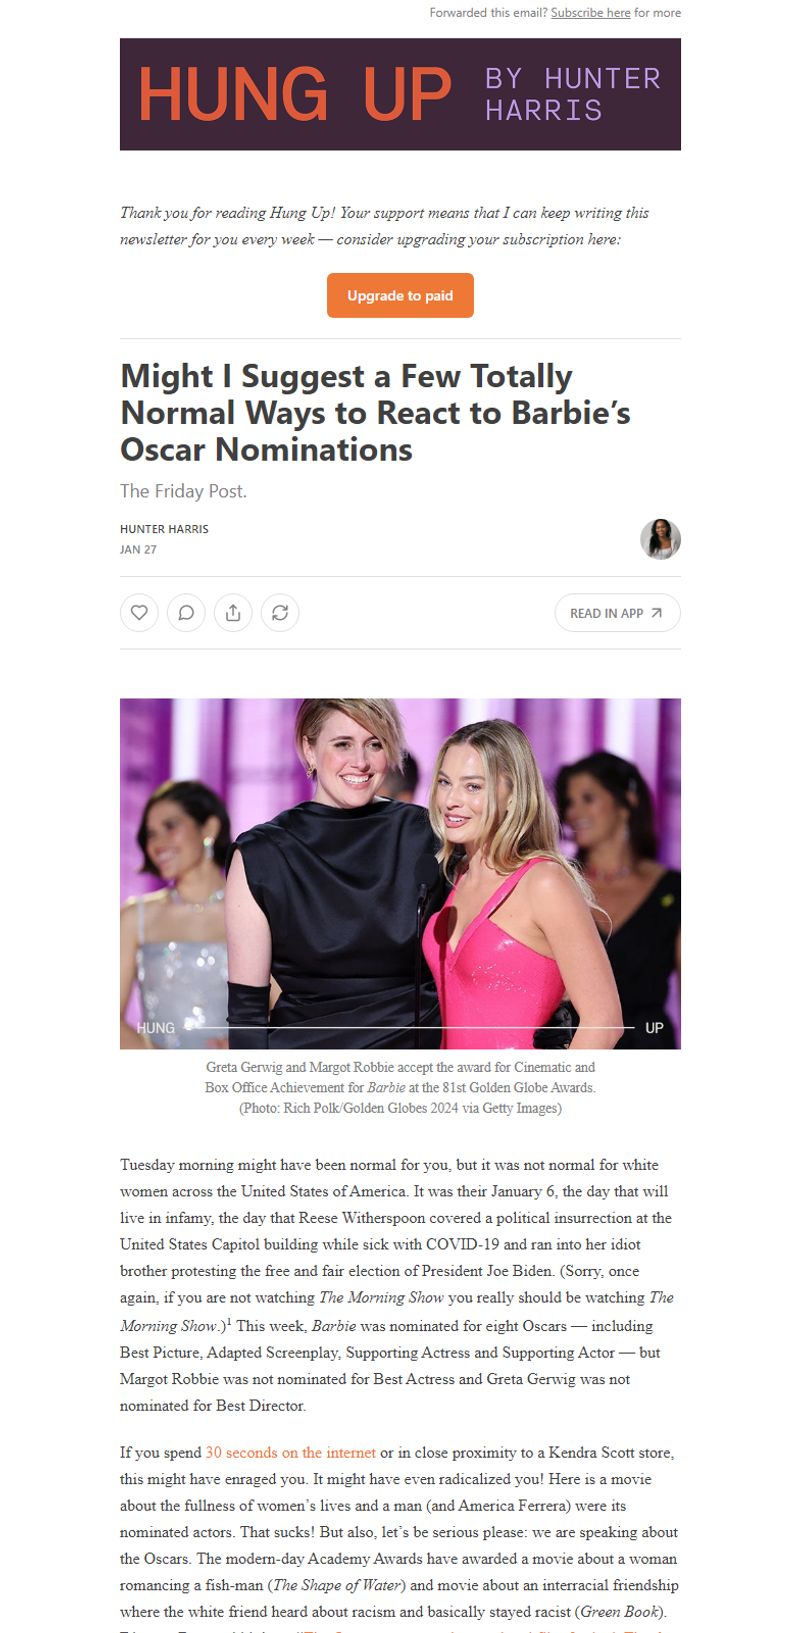 Forwarded this email? Subscribe here for more
HUNG UP BY HUNTER
HARRIS
Thank you for reading Hung Up! Your support means that I can keep writing this
newsletter for you every week — consider upgrading your subscription here:
Upgrade to paid
Might I Suggest a Few Totally
Normal Ways to React to Barbie’s
Oscar Nominations
The Friday Post.
HUNTER HARRIS
JAN 27
READ IN APP
HUNG UP
Greta Gerwig and Margot Robbie accept the award for Cinematic and
Box Office Achievement for Barbie at the 81st Golden Globe Awards.
(Photo: Rich Polk/Golden Globes 2024 via Getty Images)
Tuesday morning might have been normal for you, but it was not normal for white
women across the United States of America. It was their January 6, the day that will
live in infamy, the day that Reese Witherspoon covered a political insurrection at the
United States Capitol building while sick with COVID-19 and ran into her idiot
brother protesting the free and fair election of President Joe Biden. (Sorry, once
again, if you are not watching The Morning Show you really should be watching The
Morning Show.)1 This week, Barbie was nominated for eight Oscars — including
Best Picture, Adapted Screenplay, Supporting Actress and Supporting Actor — but
Margot Robbie was not nominated for Best Actress and Greta Gerwig was not
nominated for Best Director.
If you spend 30 seconds on the internet or in close proximity to a Kendra Scott store,
this might have enraged you. It might have even radicalized you! Here is a movie
about the fullness of women’s lives and a man (and America Ferrera) were its
nominated actors. That sucks! But also, let’s be serious please: we are speaking about
the Oscars. The modern-day Academy Awards have awarded a movie about a woman
romancing a fish-man (The Shape of Water) and movie about an interracial friendship
where the white friend heard about racism and basically stayed racist (Green Book).